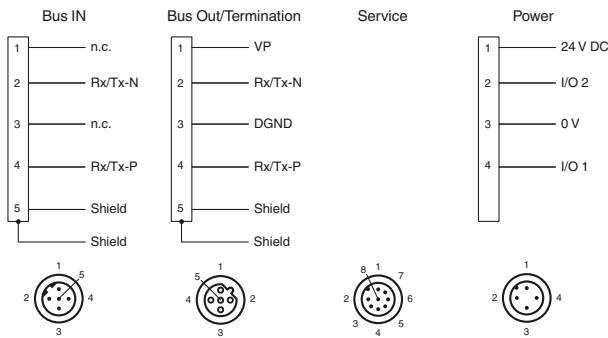 Bus IN
1 n.c.
2 Rx/Tx-N
3 n.c.
4 Rx/Tx-P
5 Shield
Shield
1
5
2 4
3
Bus Out/Termination
1 VP
2 Rx/Tx-N
3 DGND
4 Rx/Tx-P
5 Shield
Shield
1
5
4 2
3
Service
8 1 7
2 6
3 5
4
Power
1 24 V DC
2 I/O 2
3 0 V
4 I/O 1
1
2 4
3